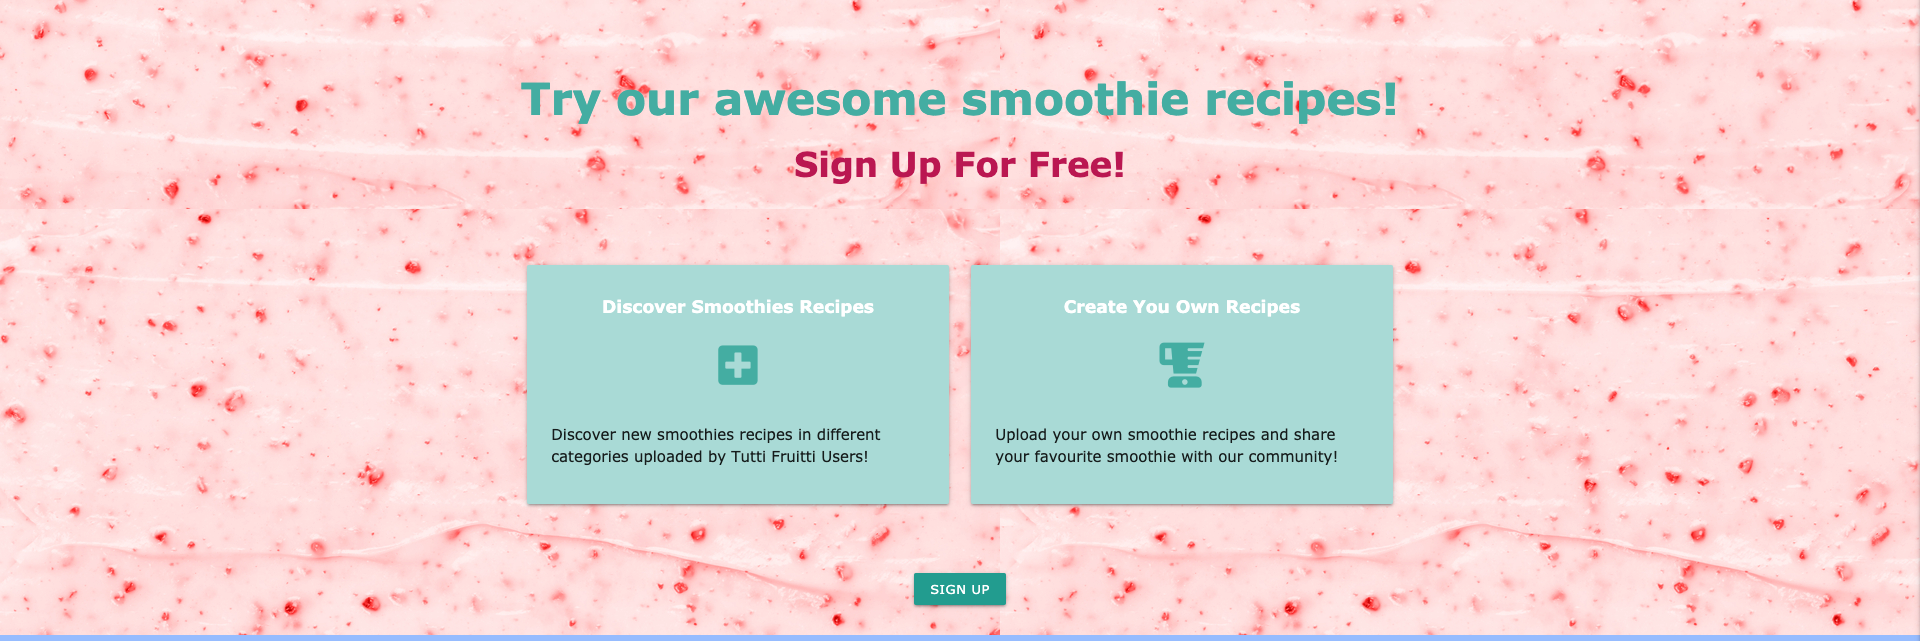 Try our awesome smoothie recipes!
Sign Up For Free!
Discover Smoothies Recipes
Discover new smoothies recipes in different
categories uploaded by Tutti Fruitti Users!
Create You Own Recipes
Upload your own smoothie recipes and share
your favourite smoothie with our community!
SIGN UP